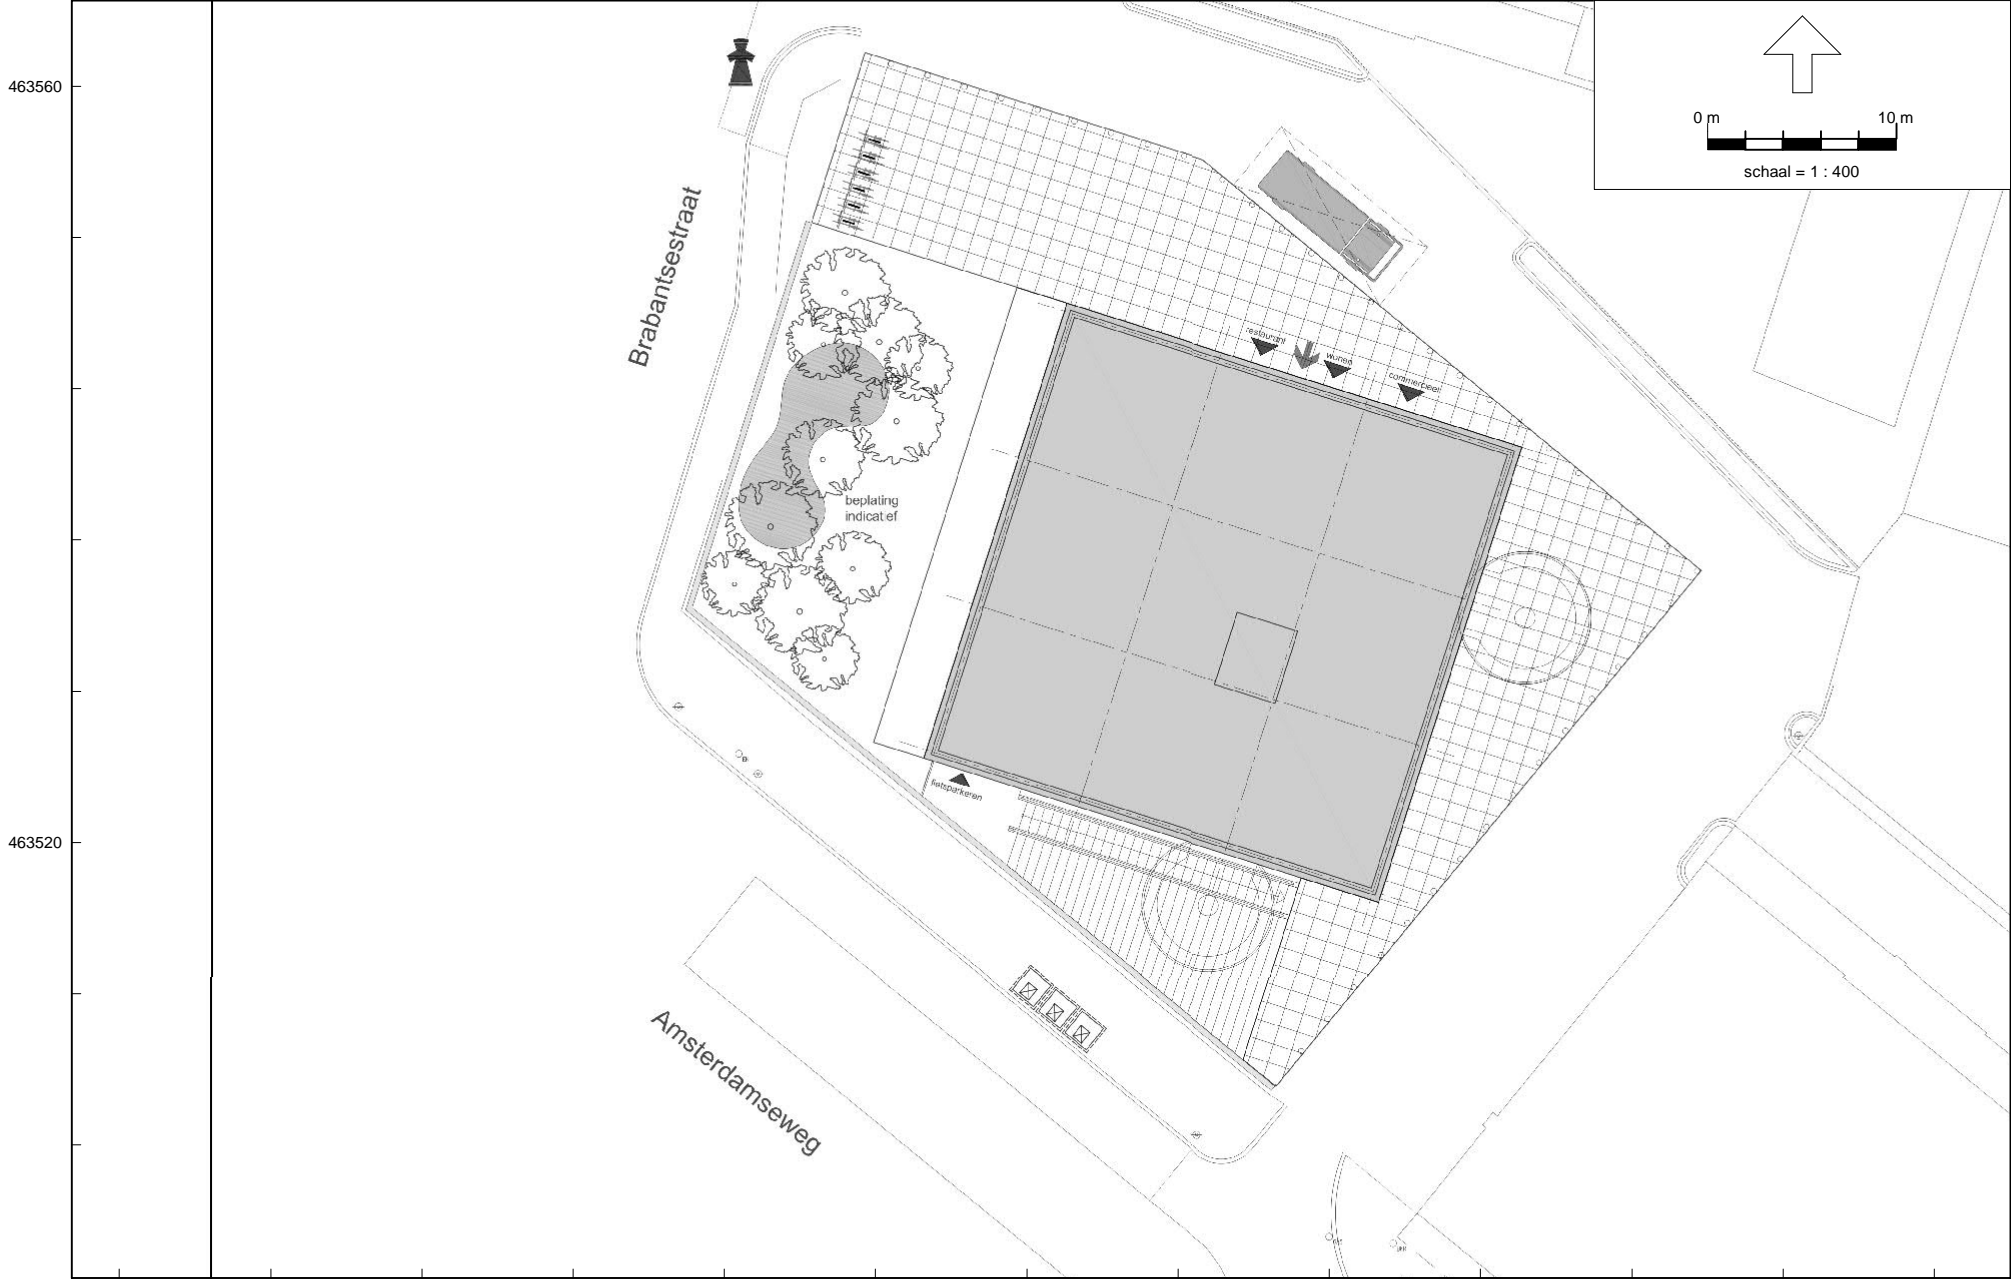 463560
0 m 10 m
schaal = 1 : 400
Brabantsestraat
restaurant
wonen
commercieel
beplating
indicatief
fietsparkeren
463520
Amsterdamseweg